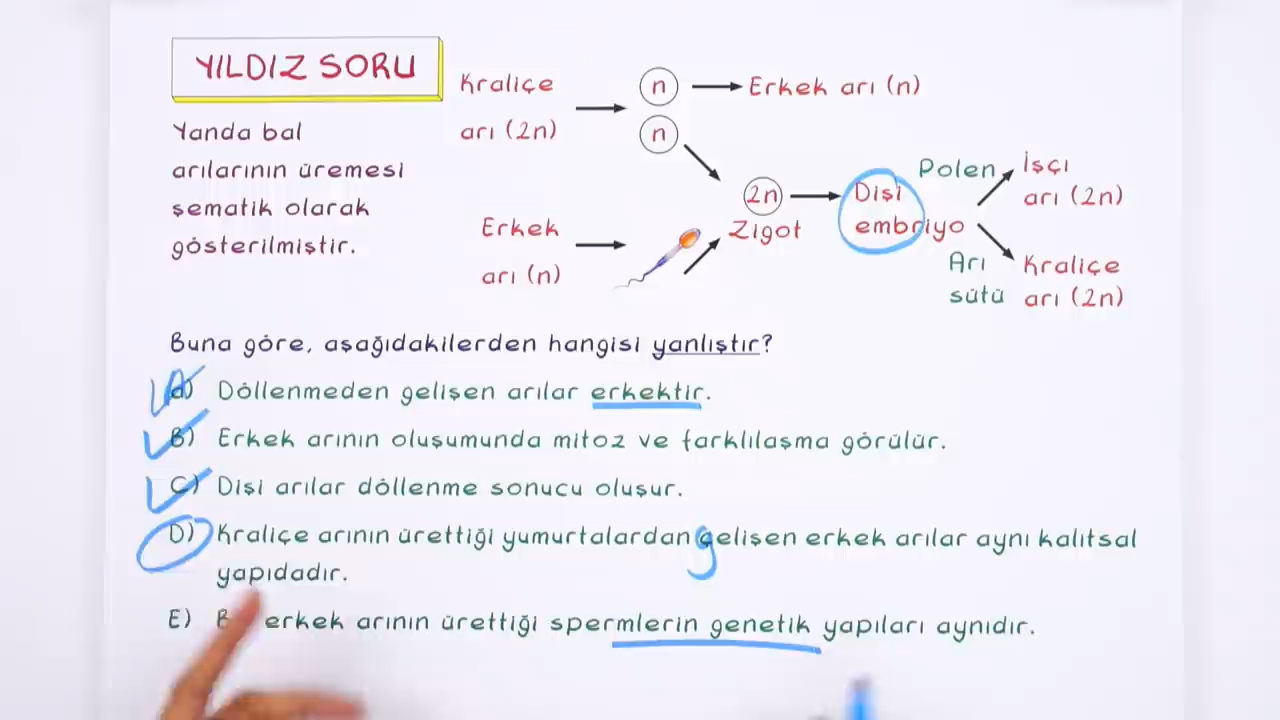 YILDIZ SORU
Yanda bal
arılarının üremesi
şematik olarak
gösterilmiştir.
Kraliçe
arı (2n)
n
n
Erkek arı (n)
Erkek
arı (n)
2n
Zigot
Dişi
embriyo
Polen
İşçı
arı (2n)
Arı
sütü
Kraliçe
arı (2n)
Buna göre, aşağıdakilerden hangisi yanlıştır?
A) Döllenmeden gelişen arılar erkektir.
B) Erkek arının oluşumunda mitoz ve farklılaşma görülür.
C) Dişi arılar döllenme sonucu oluşur.
D) Kraliçe arının ürettiği yumurtalardan gelişen erkek arılar aynı kalıtsal
yapıdadır.
E) erkek arının ürettiği spermlerin genetik yapıları aynıdır.